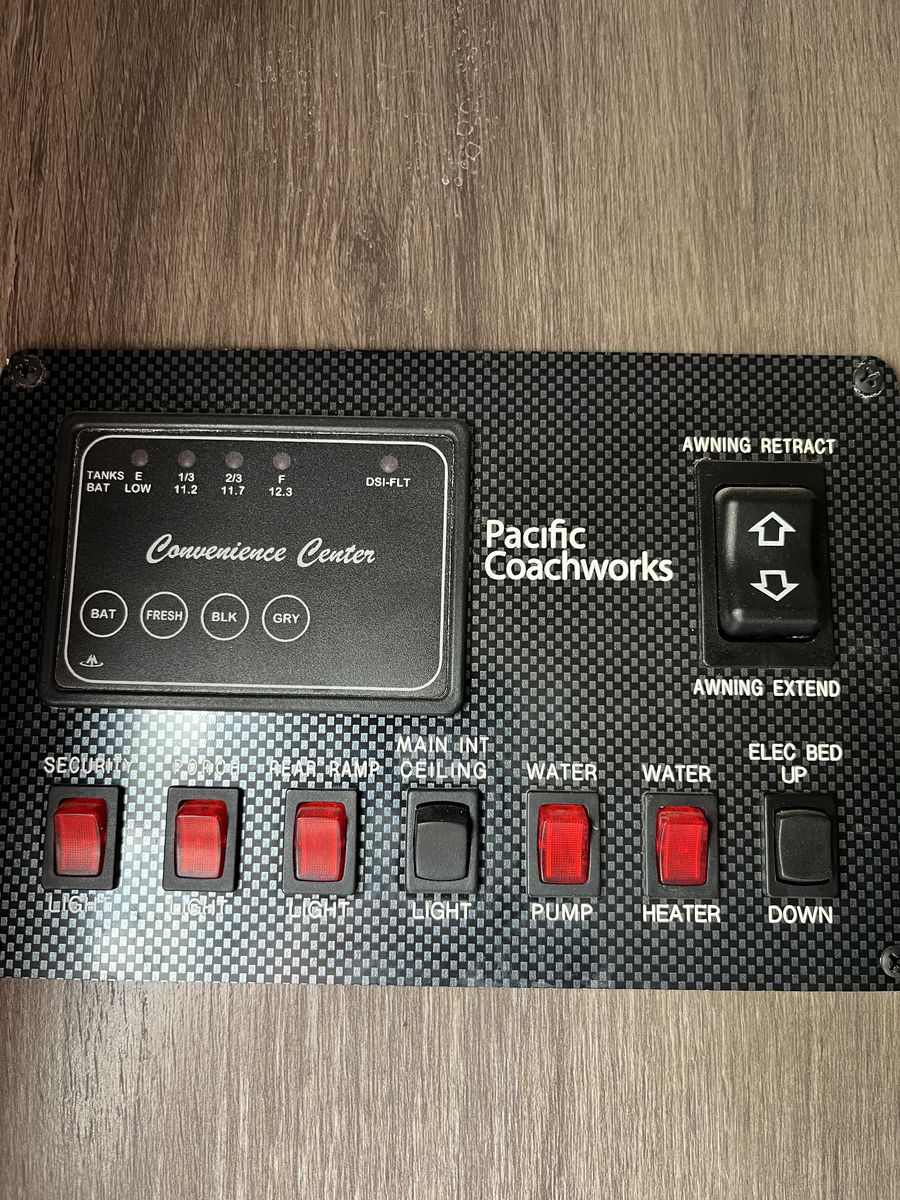 AWNING RETRACT
TANKS E 1/3 2/3 F
BAT LOW 11.2 11.7 12.3 DSI-FLT
Convenience Center
Pacific
Coachworks
BAT FRESH BLK GRY
AWNING EXTEND
SECURITY PORCH REAR RAMP MAIN INT CEILING WATER WATER ELEC BED UP
LIGHT LIGHT LIGHT LIGHT PUMP HEATER DOWN